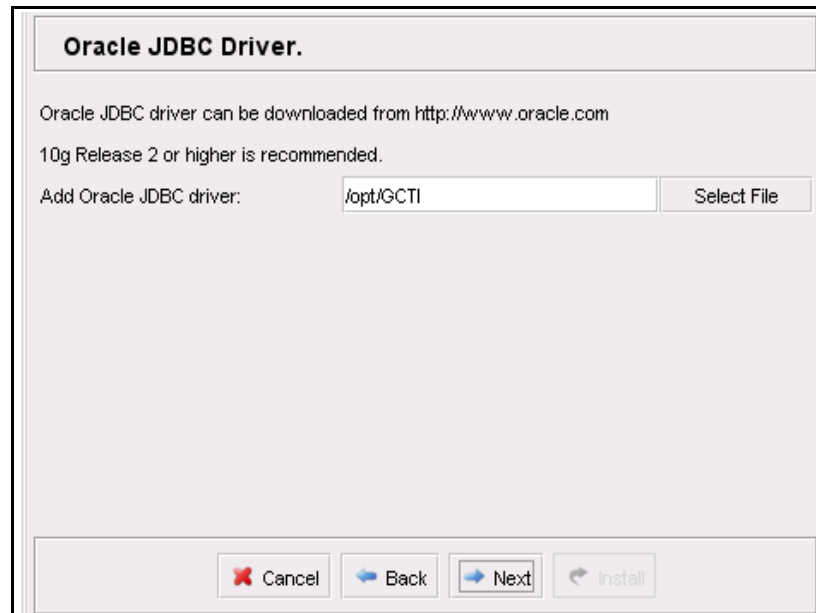 Oracle JDBC Driver.
Oracle JDBC driver can be downloaded from http://www.oracle.com
10g Release 2 or higher is recommended.
Add Oracle JDBC driver: /opt/GCTI Select File
Cancel Back Next Install